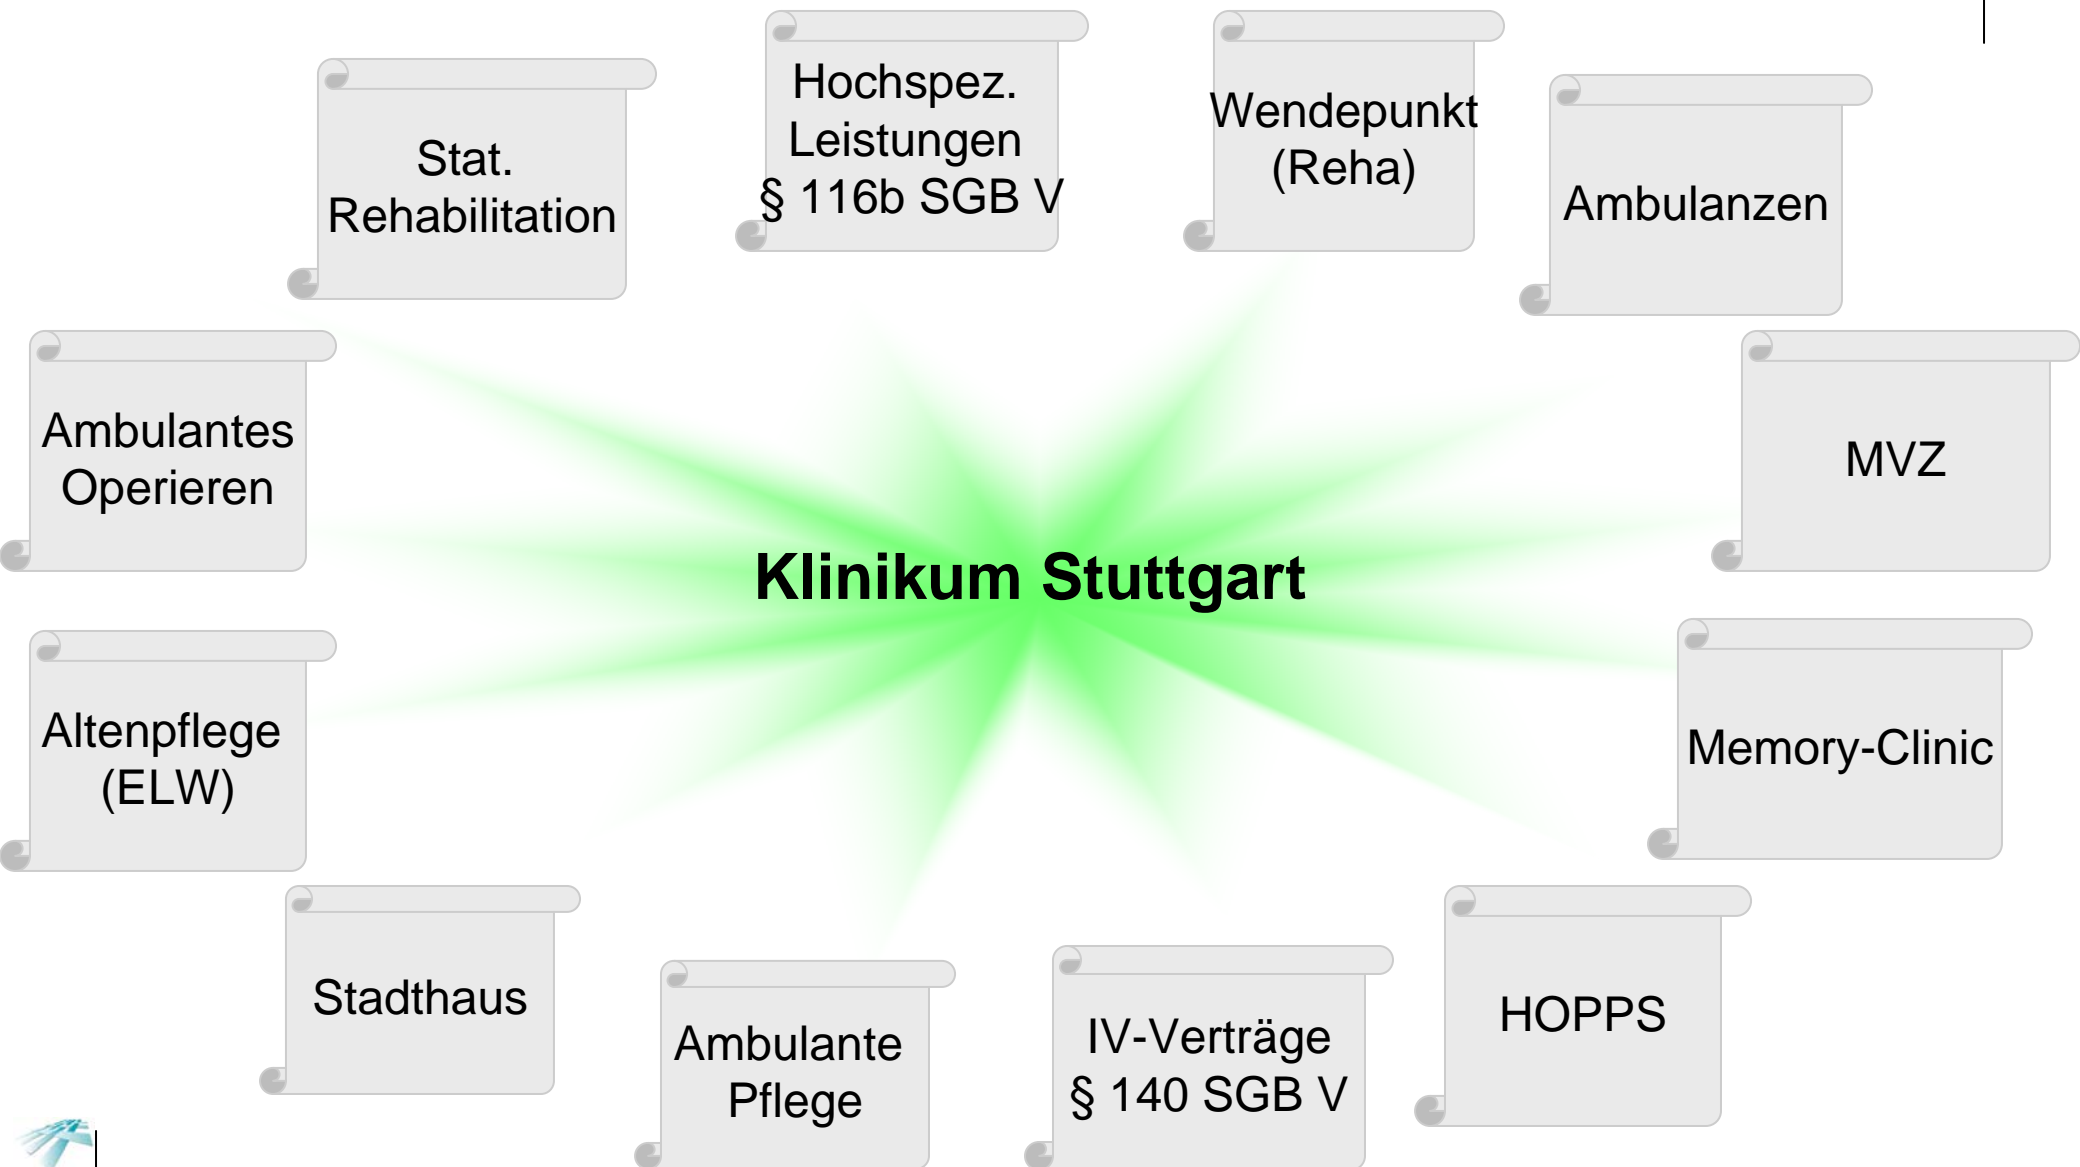 Hochspez.
Leistungen
§ 116b SGB V
Wendepunkt
(Reha)
Stat.
Rehabilitation
Ambulanzen
Ambulantes
Operieren
MVZ
Klinikum Stuttgart
Altenpflege
(ELW)
Memory-Clinic
Stadthaus
Ambulante
Pflege
IV-Verträge
§ 140 SGB V
HOPPS